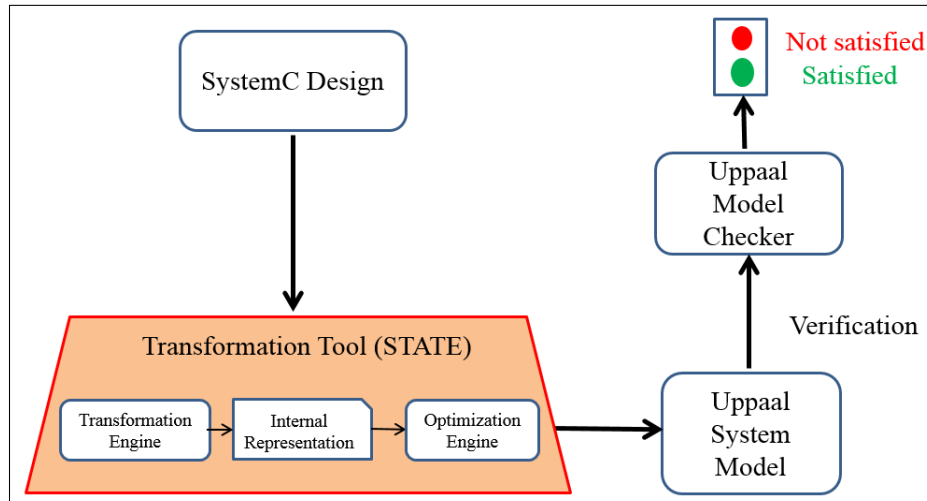 SystemC Design
Not satisfied
Satisfied
Uppaal
Model
Checker
Verification
Transformation Tool (STATE)
Transformation
Engine
Internal
Representation
Optimization
Engine
Uppaal
System
Model